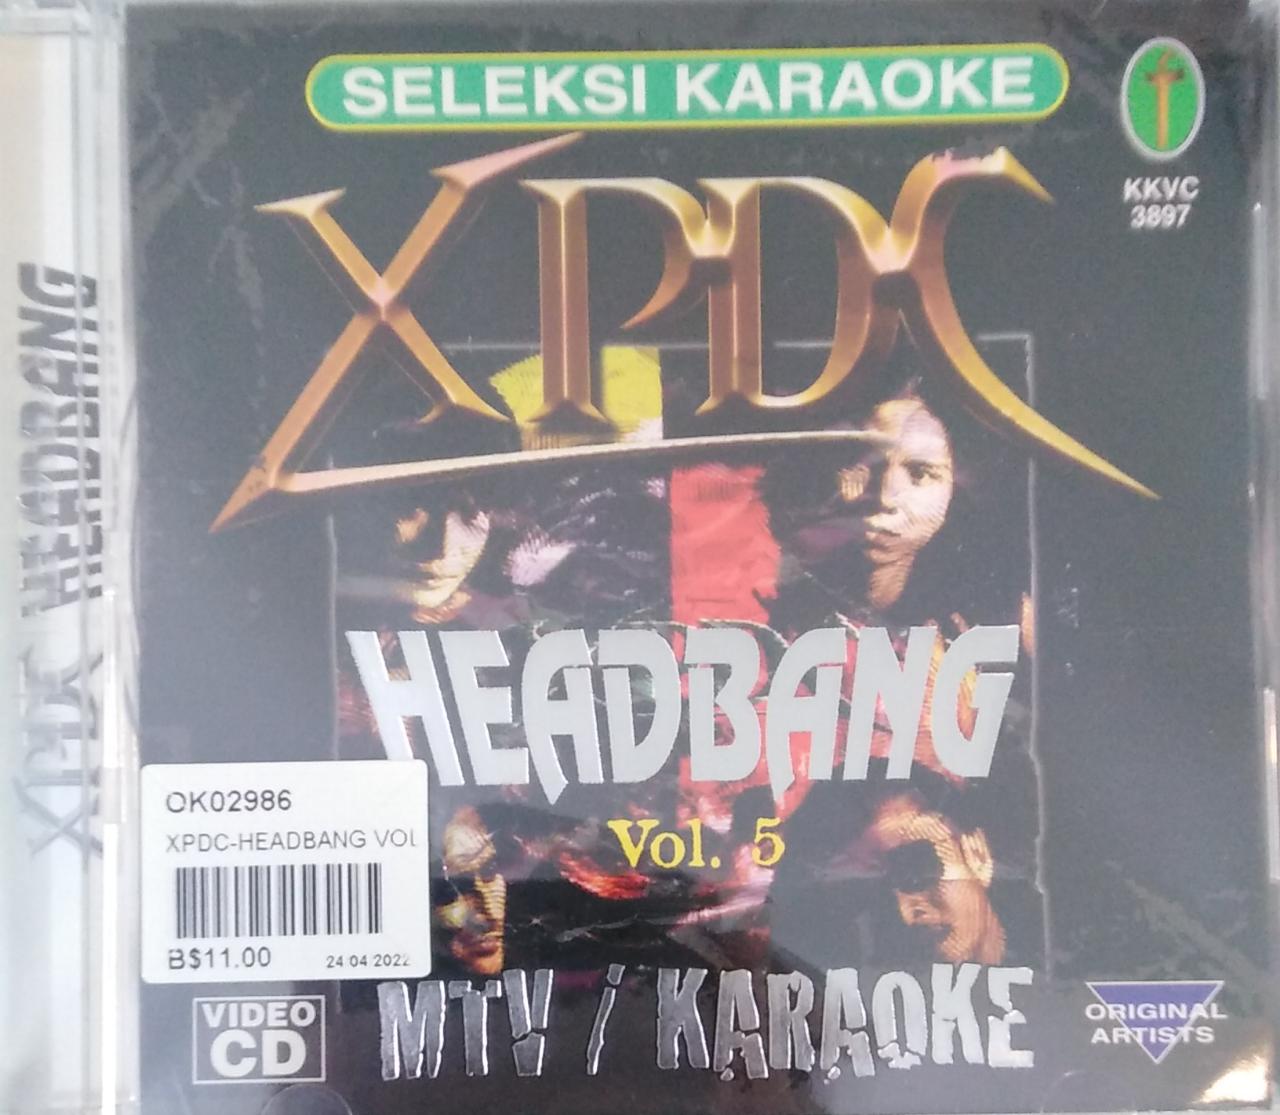 SELEKSI KARAOKE
KKVC
3897
XPDC
HEADBANG
Vol. 5
MTV / KARAOKE
VIDEO
CD
ORIGINAL
ARTISTS
OK02986
XPDC-HEADBANG VOL
B$11.00
24 04 2022
XPDC HEADBANG